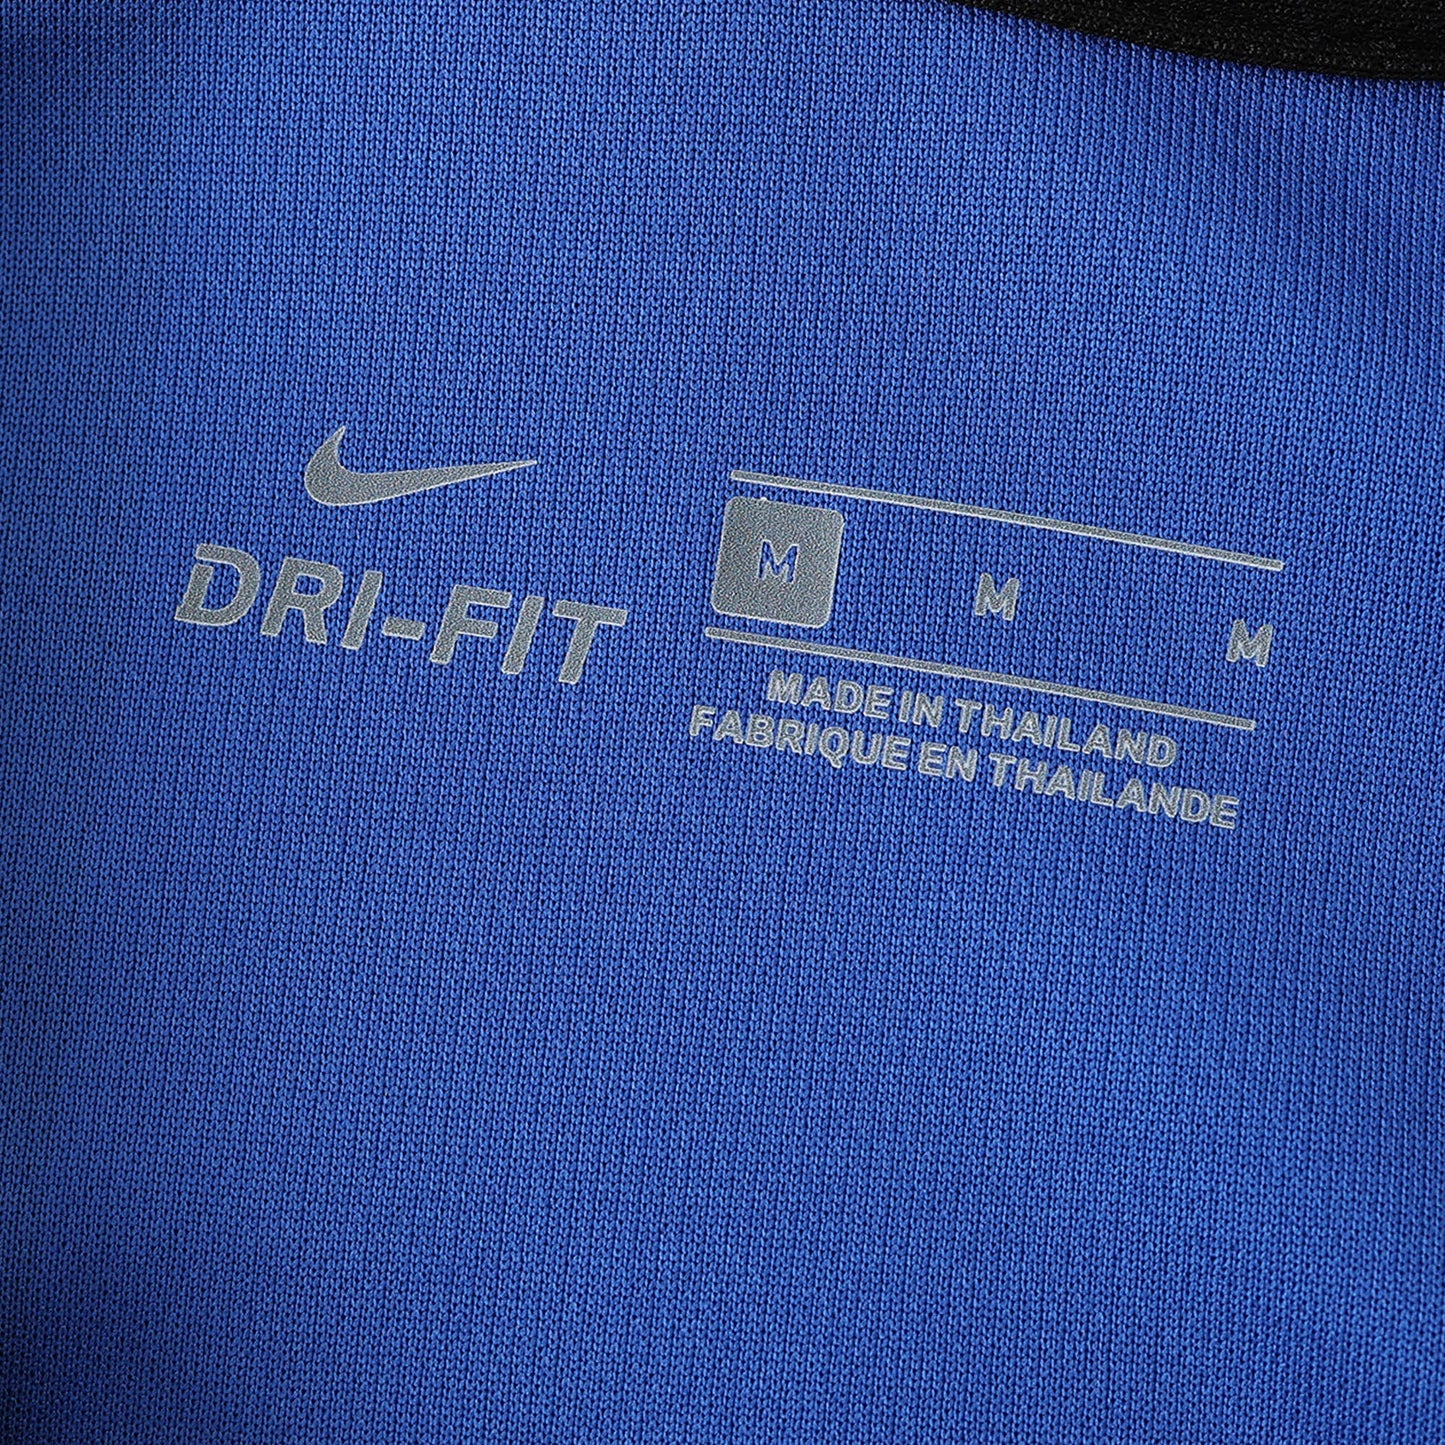 DRI-FIT
M M M
MADE IN THAILAND
FABRIQUE EN THAILANDE